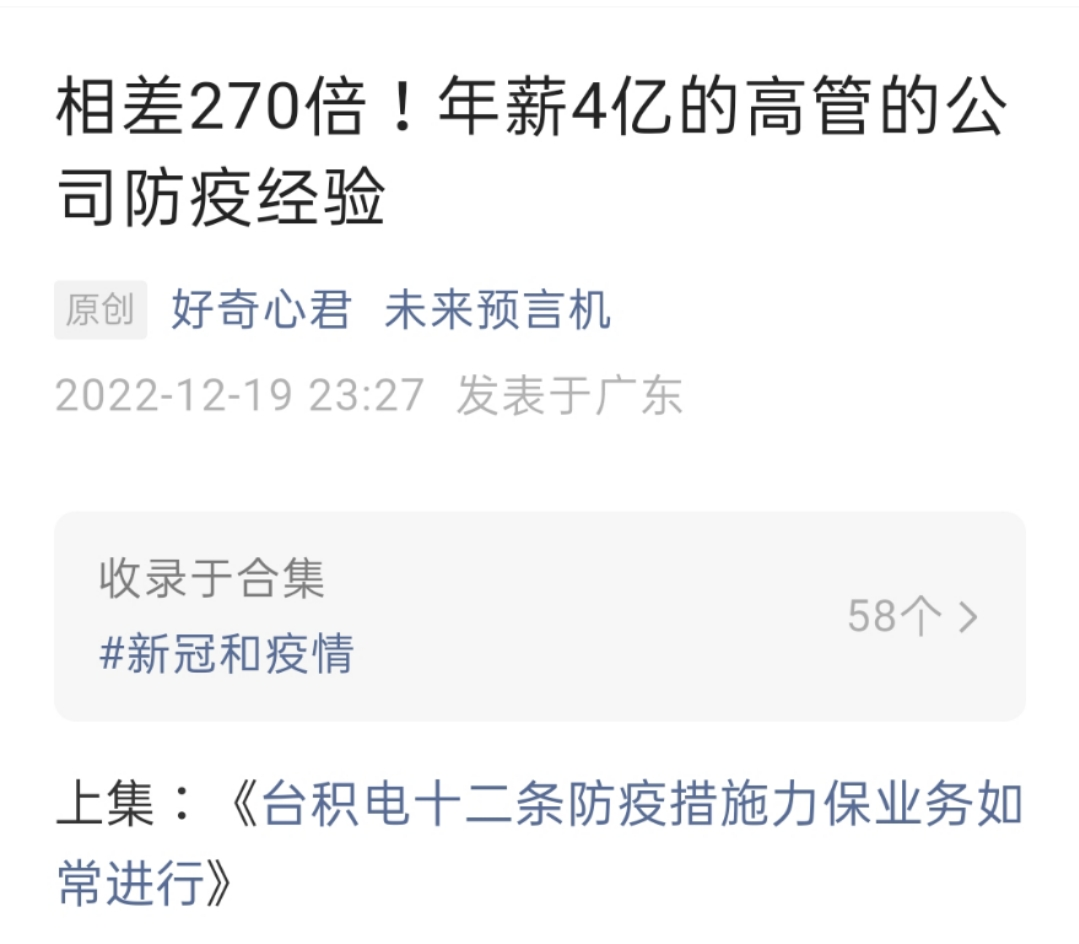 相差270倍！年薪4亿的高管的公
司防疫经验
原创 好奇心君 未来预言机
2022-12-19 23:27 发表于广东
收录于合集
#新冠和疫情
58个
上集：《台积电十二条防疫措施力保业务如
常进行》